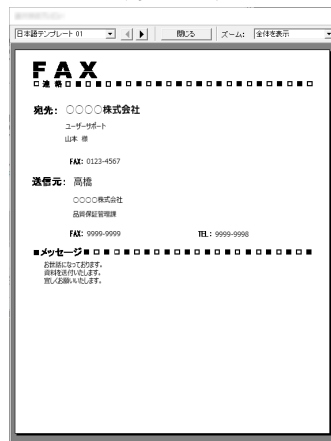 日本語テンプレート 01 閉じる ズーム: 全体を表示
FAX
□連絡□■□■□■□■□■□■□■□■□■□■□
宛先: ○○○○株式会社
ユーザーサポート
山本 様
FAX: 0123-4567
送信元: 高橋
○○○○株式会社
品質保証管理課
FAX: 9999-9999 TEL: 9999-9998
■メッセージ■□■□■□■□■□■□■□■□■□■
お世話になっております。
資料を送付いたします。
宜しくお願いいたします。